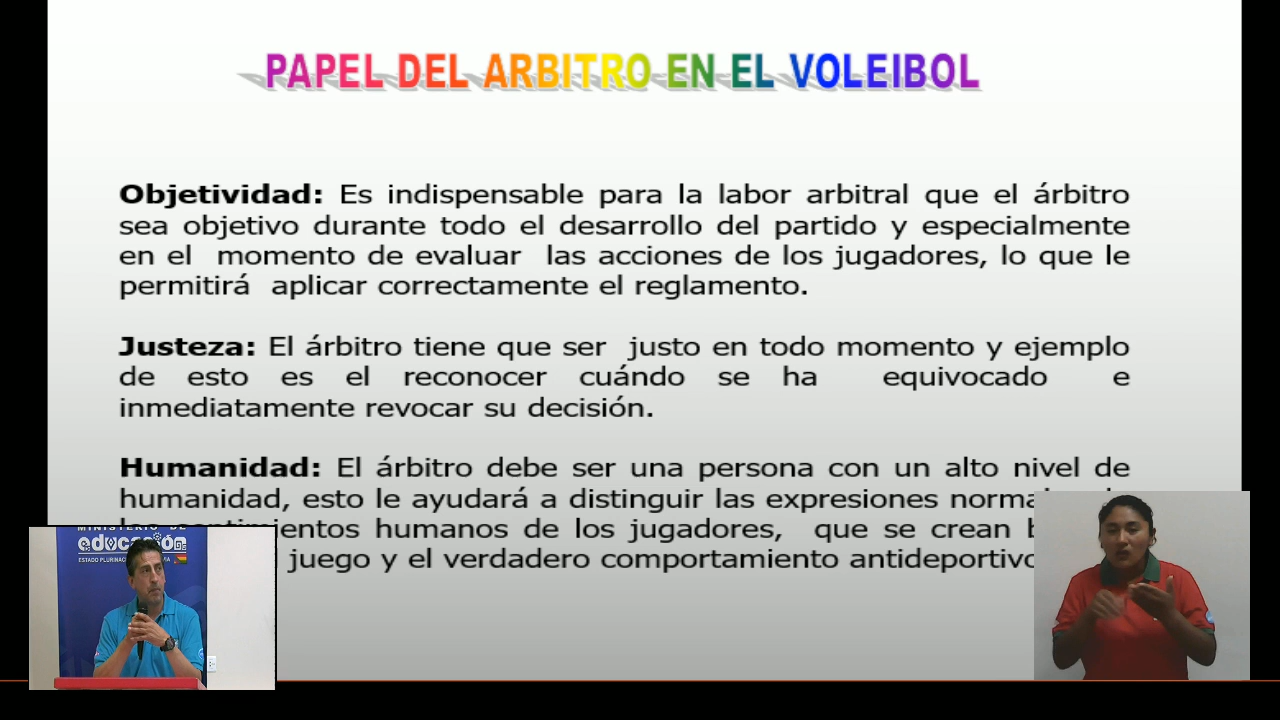 PAPEL DEL ARBITRO EN EL VOLEIBOL
Objetividad: Es indispensable para la labor arbitral que el árbitro
sea objetivo durante todo el desarrollo del partido y especialmente
en el momento de evaluar las acciones de los jugadores, lo que le
permitirá aplicar correctamente el reglamento.
Justeza: El árbitro tiene que ser justo en todo momento y ejemplo
de esto es el reconocer cuándo se ha equivocado e
inmediatamente revocar su decisión.
Humanidad: El árbitro debe ser una persona con un alto nivel de
humanidad, esto le ayudará a distinguir las expresiones
humanos de los jugadores, que se crean
juego y el verdadero comportamiento antideportivo
MINISTERIO DE
educación
ESTADO